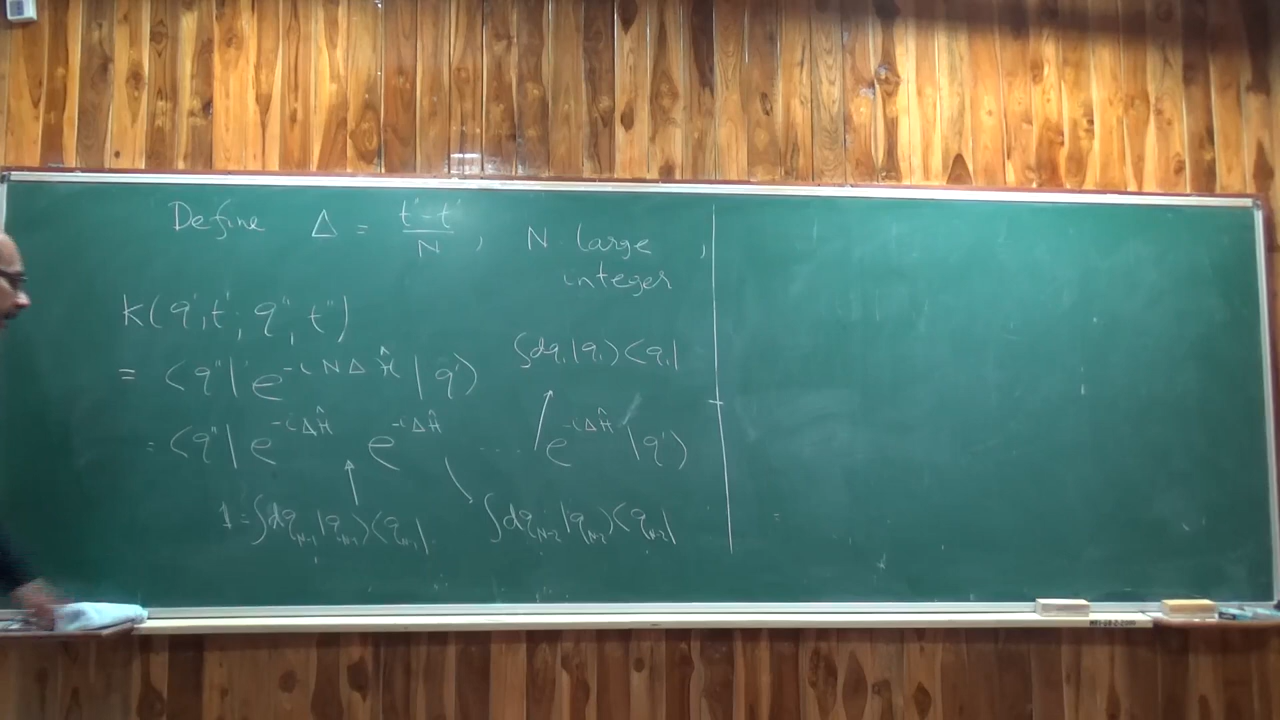 Define Δ = (t″ - t′)/N , N large ,
integer
K(q′, t′; q″, t″)
= ⟨q″| e^{-i N Δ Ĥ} |q′⟩
∫dq₁ |q₁⟩⟨q₁|
= ⟨q″| e^{-iΔĤ} e^{-iΔĤ} ... e^{-iΔĤ} |q′⟩
1 = ∫dq_{N-1} |q_{N-1}⟩⟨q_{N-1}| ∫dq_{N-2} |q_{N-2}⟩⟨q_{N-2}|
=